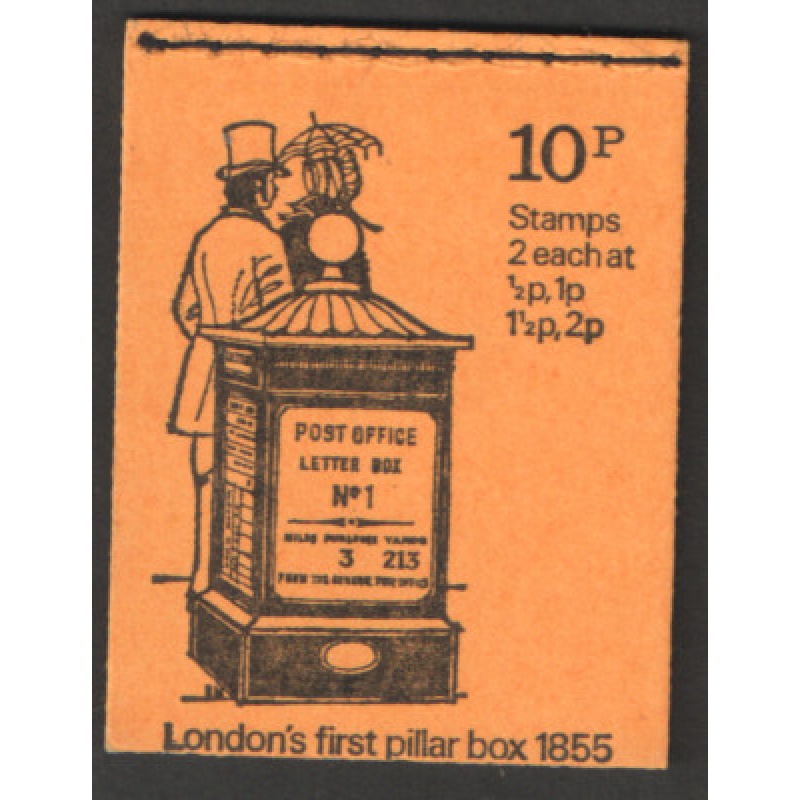 10P
Stamps
2 each at
½p, 1p
1½p, 2p
POST OFFICE
LETTER BOX
Nº 1
3 213
London's first pillar box 1855